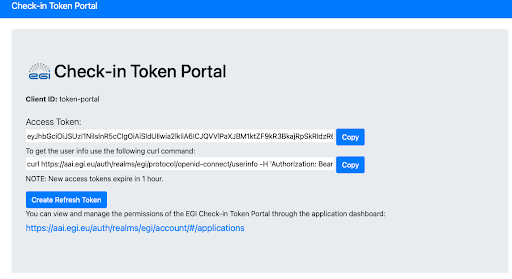 Check-in Token Portal
egi Check-in Token Portal
Client ID: token-portal
Access Token:
Copy
To get the user info use the following curl command:
curl https://aai.egi.eu/auth/realms/egi/protocol/openid-connect/userinfo -H 'Authorization: Bear Copy
NOTE: New access tokens expire in 1 hour.
Create Refresh Token
You can view and manage the permissions of the EGI Check-in Token Portal through the application dashboard:
https://aai.egi.eu/auth/realms/egi/account/#/applications